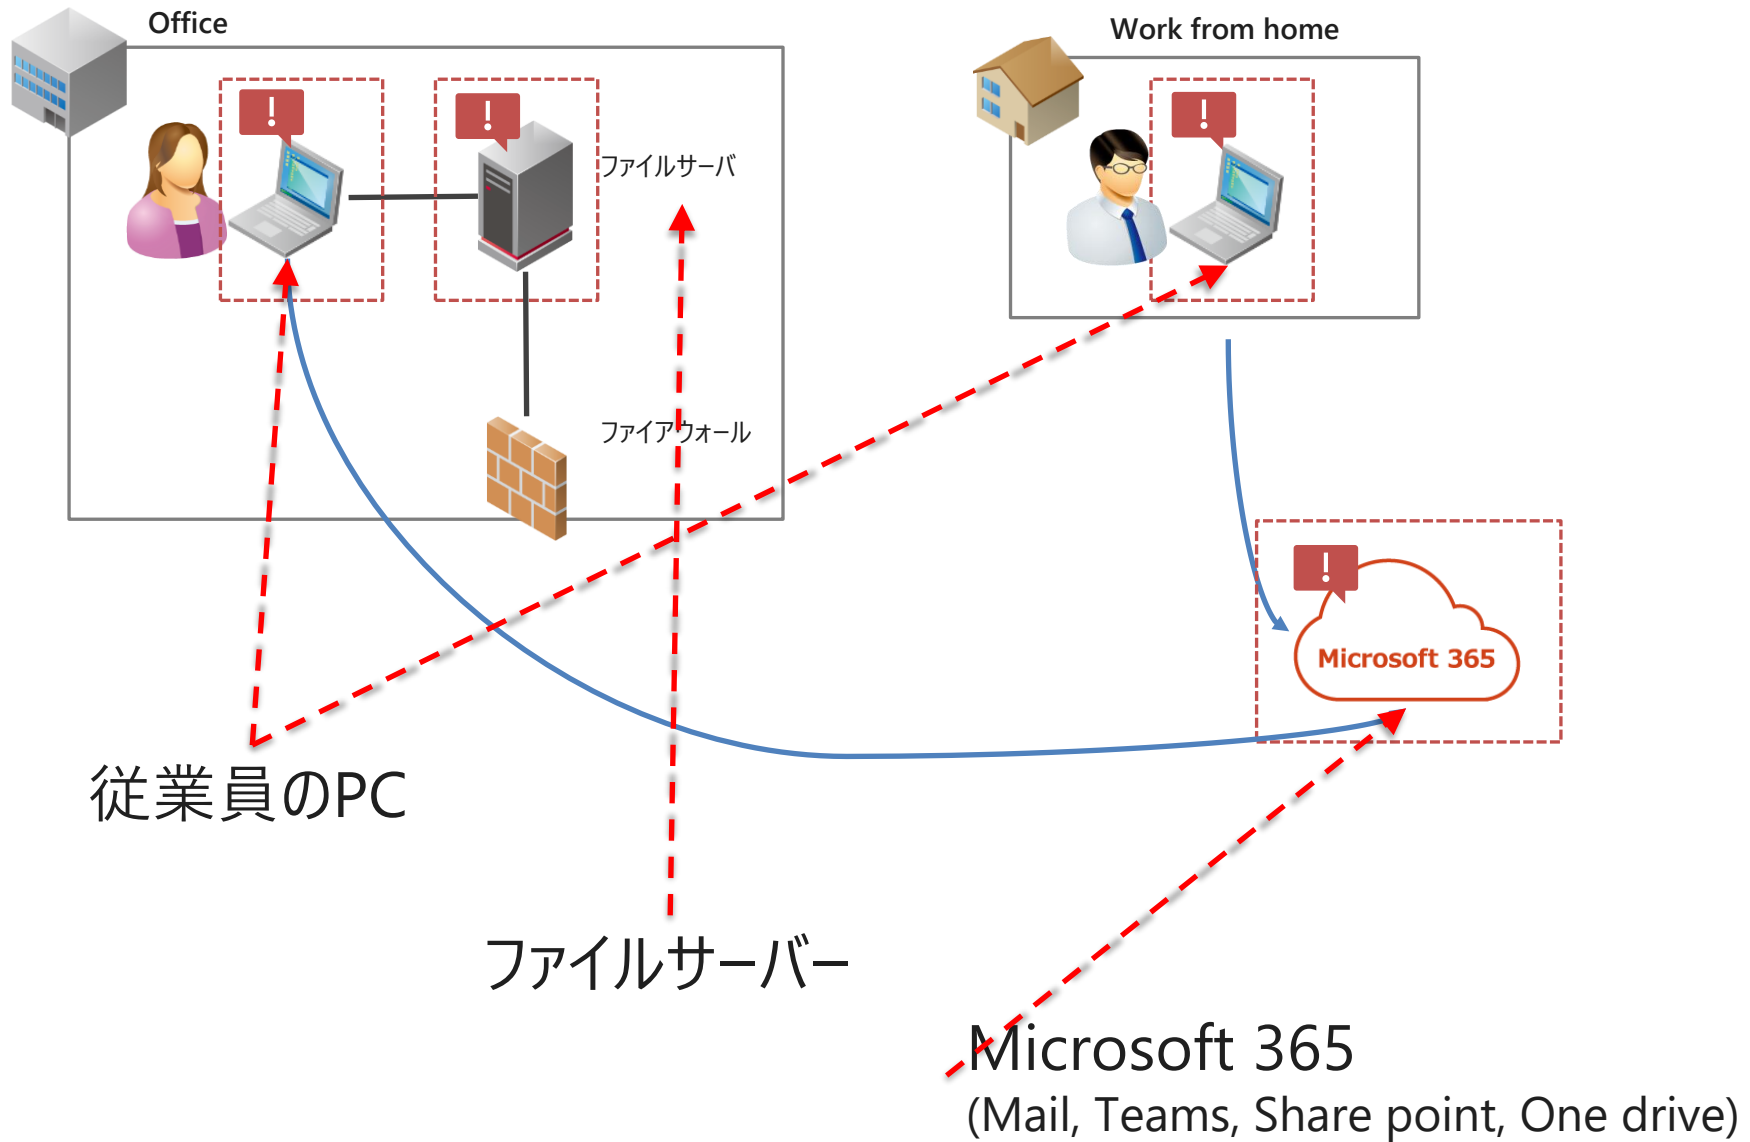 Office
Work from home
!
!
!
ファイルサーバ
ファイアウォール
!
Microsoft 365
従業員のPC
ファイルサーバー
Microsoft 365
(Mail, Teams, Share point, One drive)